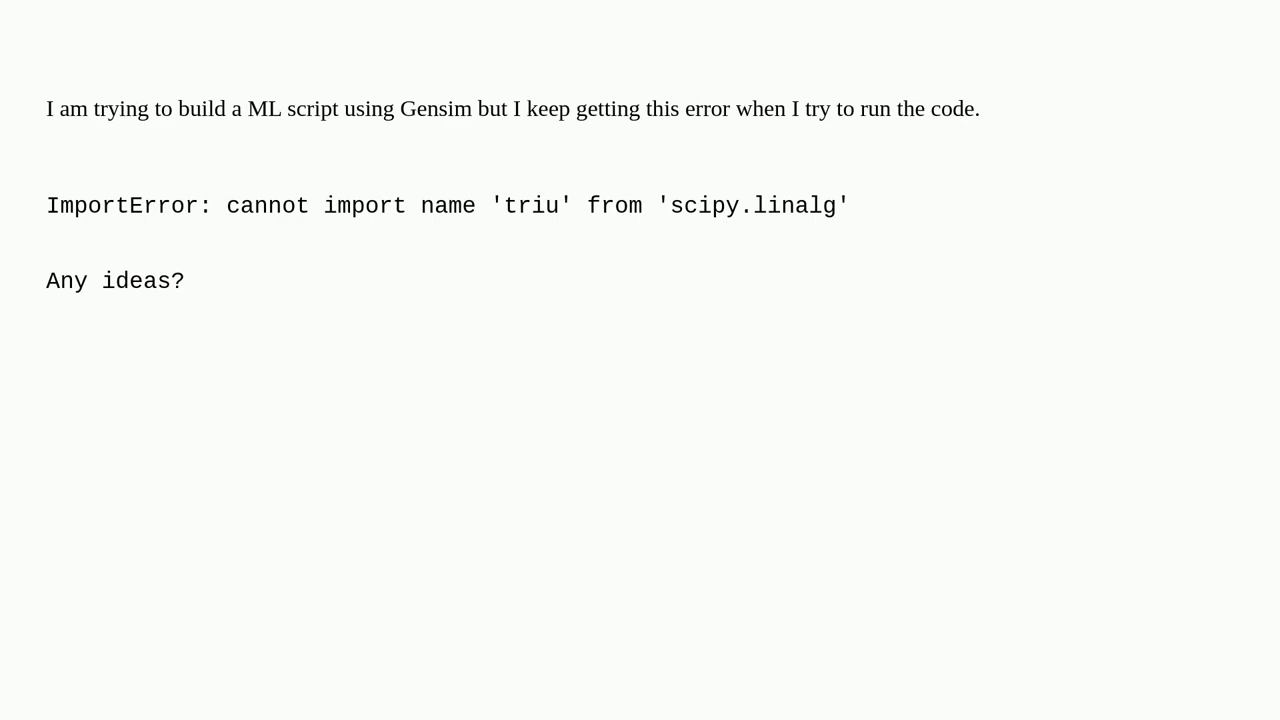 I am trying to build a ML script using Gensim but I keep getting this error when I try to run the code.
ImportError: cannot import name 'triu' from 'scipy.linalg'
Any ideas?